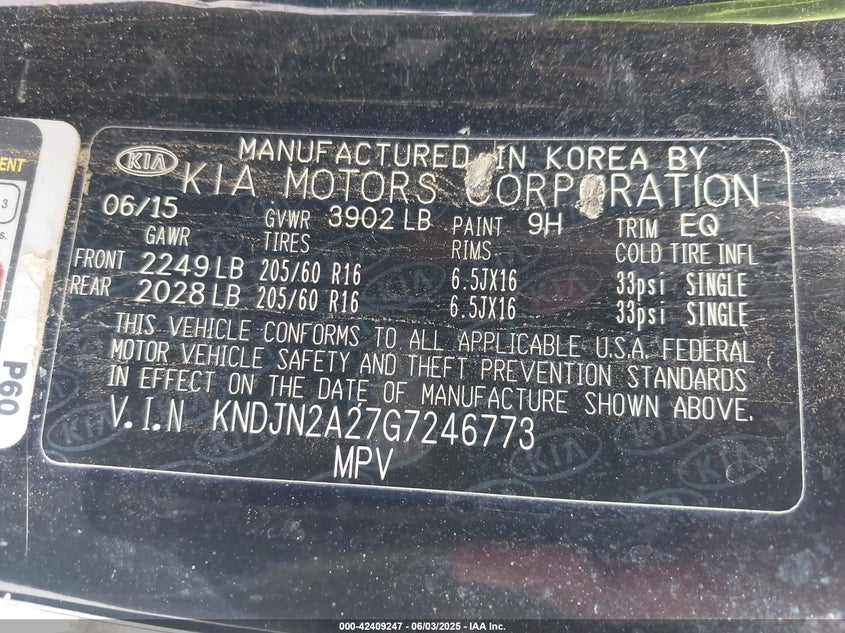 KIA
MANUFACTURED IN KOREA BY
KIA MOTORS CORPORATION
06/15 GVWR 3902 LB PAINT 9H TRIM EQ
GAWR TIRES RIMS COLD TIRE INFL
FRONT 2249 LB 205/60 R16 6.5JX16 33psi SINGLE
REAR 2028 LB 205/60 R16 6.5JX16 33psi SINGLE
THIS VEHICLE CONFORMS TO ALL APPLICABLE U.S.A. FEDERAL
MOTOR VEHICLE SAFETY AND THEFT PREVENTION STANDARDS
IN EFFECT ON THE DATE OF MANUFACTURE SHOWN ABOVE.
V.I.N KNDJN2A27G7246773
MPV
3
P60
000-42409247 - 06/03/2025 - IAA Inc.